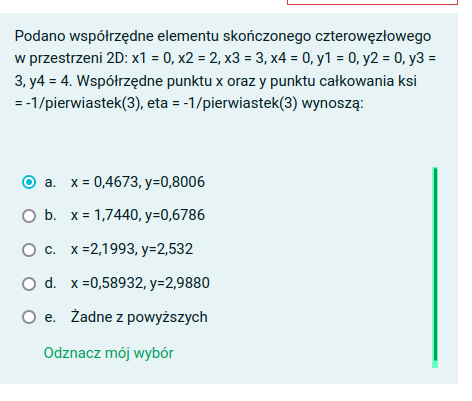 Podano współrzędne elementu skończonego czterowęzłowego
w przestrzeni 2D: x1 = 0, x2 = 2, x3 = 3, x4 = 0, y1 = 0, y2 = 0, y3 =
3, y4 = 4. Współrzędne punktu x oraz y punktu całkowania ksi
= -1/pierwiastek(3), eta = -1/pierwiastek(3) wynoszą:
a. x = 0,4673, y=0,8006
b. x = 1,7440, y=0,6786
c. x =2,1993, y=2,532
d. x =0,58932, y=2,9880
e. Żadne z powyższych
Odznacz mój wybór